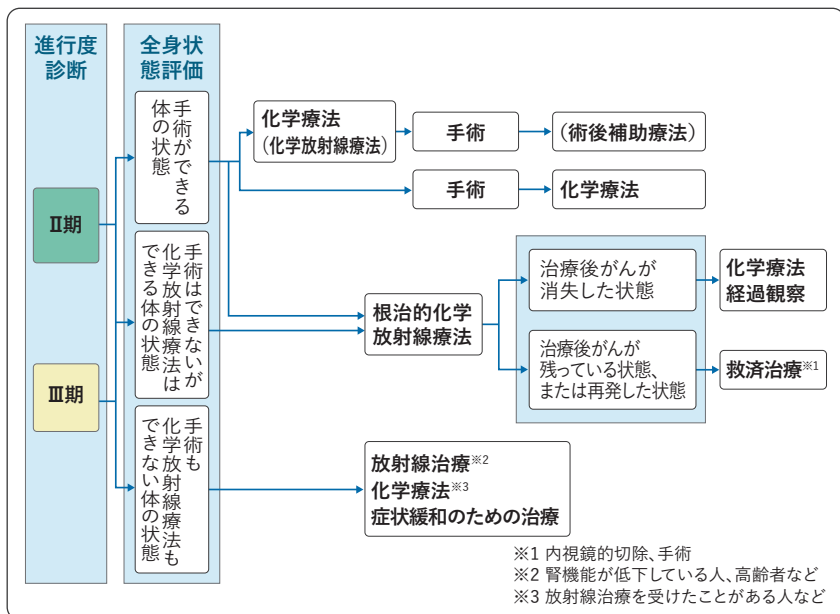 進行度
診断
全身状
態評価
Ⅱ期
Ⅲ期
手術ができる
体の状態
手術はできないが
化学放射線療法は
できる体の状態
手術も
化学放射線療法も
できない体の状態
化学療法
(化学放射線療法)
手術
(術後補助療法)
手術
化学療法
根治的化学
放射線療法
治療後がんが
消失した状態
化学療法
経過観察
治療後がんが
残っている状態、
または再発した状態
救済治療※1
放射線治療※2
化学療法※3
症状緩和のための治療
※1 内視鏡的切除、手術
※2 腎機能が低下している人、高齢者など
※3 放射線治療を受けたことがある人など